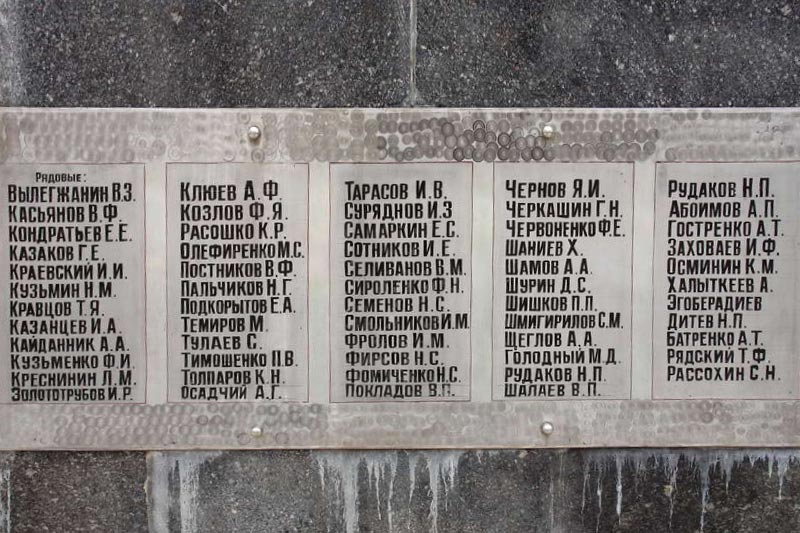 Рядовые:
ВЫЛЕГЖАНИН В.З.
КАСЬЯНОВ В.Ф.
КОНДРАТЬЕВ Е.Е.
КАЗАКОВ Г.Е.
КРАЕВСКИЙ И.И.
КУЗЬМИН Н.М.
КРАВЦОВ Т.Я.
КАЗАНЦЕВ И.А.
КАЙДАННИК А.А.
КУЗЬМЕНКО Ф.И.
КРЕСНИНИН Л.М.
ЗОЛОТОТРУБОВ И.Р.
КЛЮЕВ А.Ф.
КОЗЛОВ Ф.Я.
РАСОШКО К.Р.
ОЛЕФИРЕНКО М.С.
ПОСТНИКОВ В.Ф.
ПАЛЬЧИКОВ Н.Г.
ПОДКОРЫТОВ Е.А.
ТЕМИРОВ М.
ТУЛАЕВ С.
ТИМОШЕНКО П.В.
ТОЛПАРОВ К.Н.
ОСАДЧИЙ А.Г.
ТАРАСОВ И.В.
СУРЯДНОВ И.З
САМАРКИН Е.С.
СОТНИКОВ И.Е.
СЕЛИВАНОВ В.М.
СИРОЛЕНКО Ф.Н.
СЕМЕНОВ Н.С.
СМОЛЬНИКОВ И.М.
ФРОЛОВ И.М.
ФИРСОВ Н.С.
ФОМИЧЕНКО Н.С.
ПОКЛАДОВ В.П.
ЧЕРНОВ Я.И.
ЧЕРКАШИН Г.Н.
ЧЕРВОНЕНКО Ф.Е.
ШАНИЕВ Х.
ШАМОВ А.А.
ШУРИН Д.С.
ШИШКОВ П.П.
ШМИГИРИЛОВ С.М.
ЩЕГЛОВ А.А.
ГОЛОДНЫЙ М.Д.
РУДАКОВ Н.П.
ШАЛАЕВ В.П.
РУДАКОВ Н.П.
АБОИМОВ А.П.
ГОСТРЕНКО А.Т.
ЗАХОВАЕВ И.Ф.
ОСМИНИН К.М.
ХАЛЫТКЕЕВ А.
ЭГОБЕРАДИЕВ
ДИТЕВ Н.П.
БАТРЕНКО А.Т.
РЯДСКИЙ Т.Ф.
РАССОХИН С.Н.